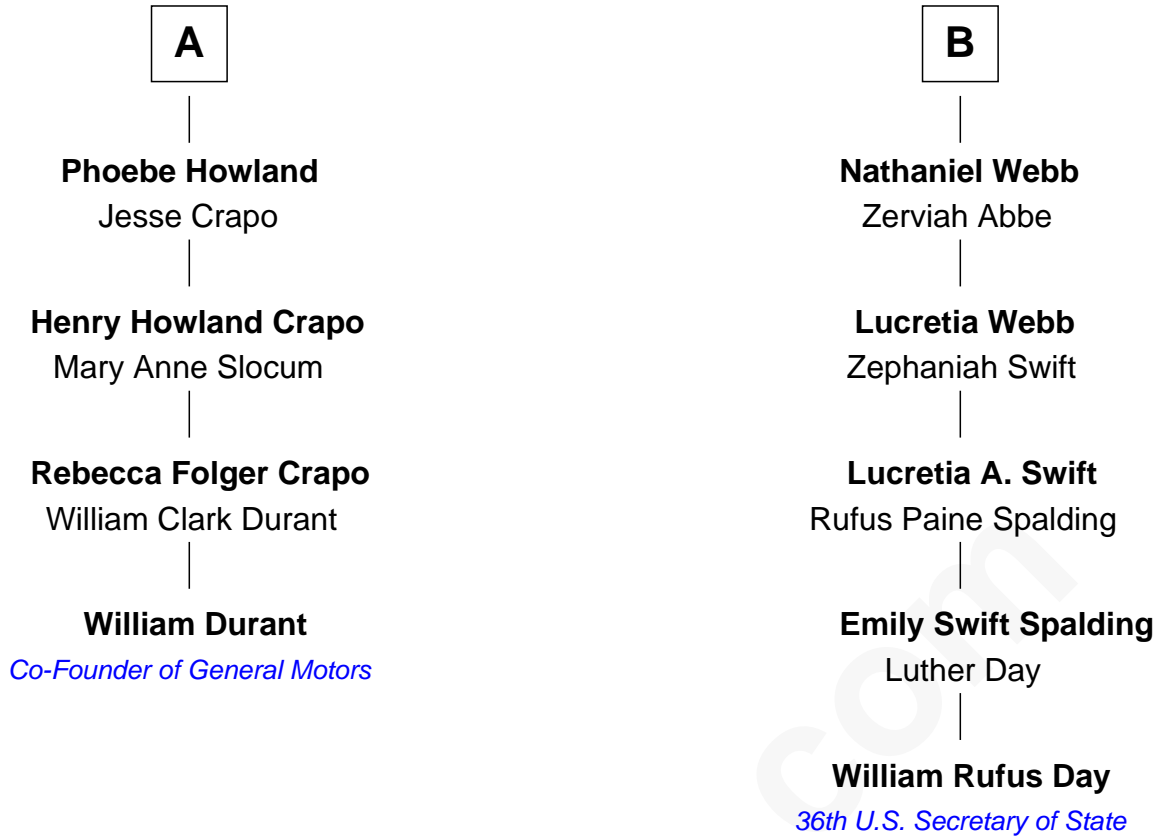 A
Phoebe Howland
Jesse Crapo
Henry Howland Crapo
Mary Anne Slocum
Rebecca Folger Crapo
William Clark Durant
William Durant
Co-Founder of General Motors
B
Nathaniel Webb
Zerviah Abbe
Lucretia Webb
Zephaniah Swift
Lucretia A. Swift
Rufus Paine Spalding
Emily Swift Spalding
Luther Day
William Rufus Day
36th U.S. Secretary of State
com